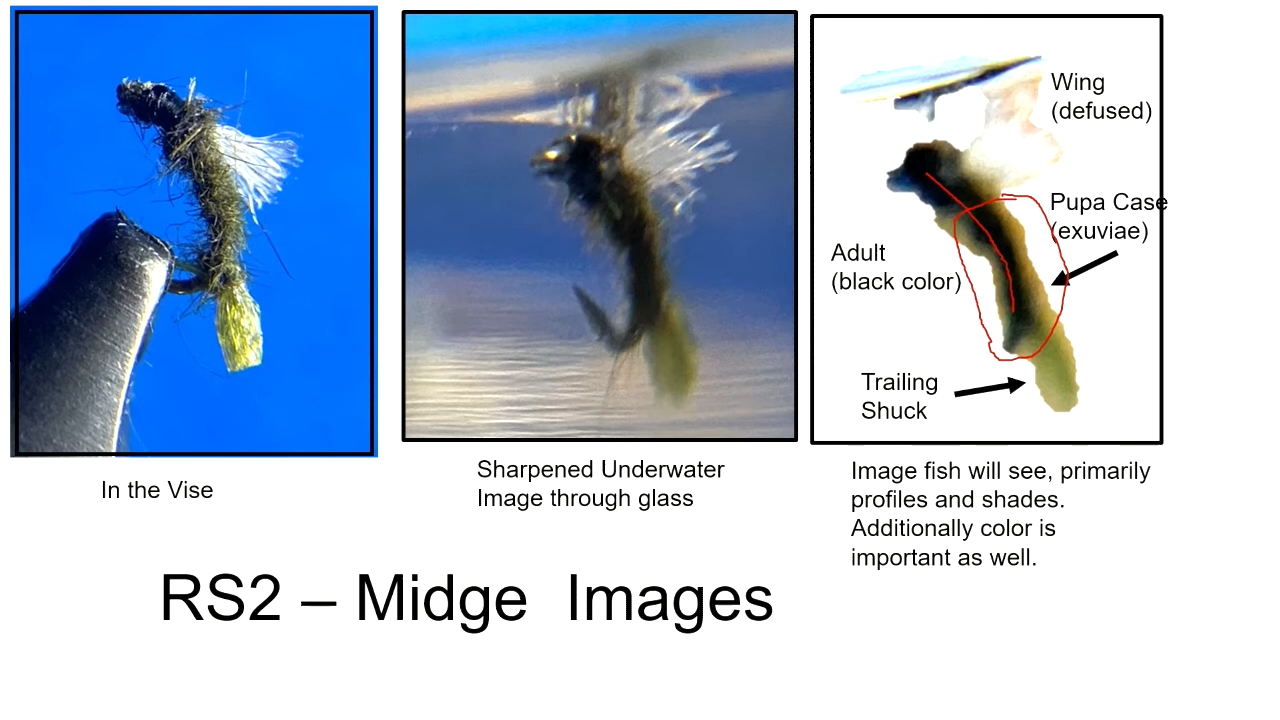 Wing
(defused)
Pupa Case
(exuviae)
Adult
(black color)
Trailing
Shuck
In the Vise
Sharpened Underwater
Image through glass
Image fish will see, primarily
profiles and shades.
Additionally color is
important as well.
RS2 – Midge  Images